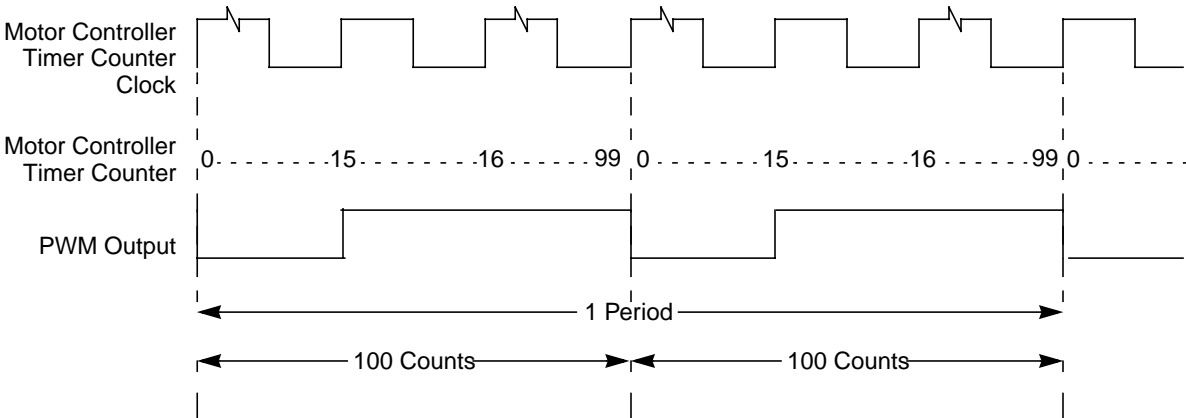 Motor Controller
Timer Counter
Clock
Motor Controller
Timer Counter
0 15 16 99 0 15 16 99 0
PWM Output
1 Period
100 Counts 100 Counts